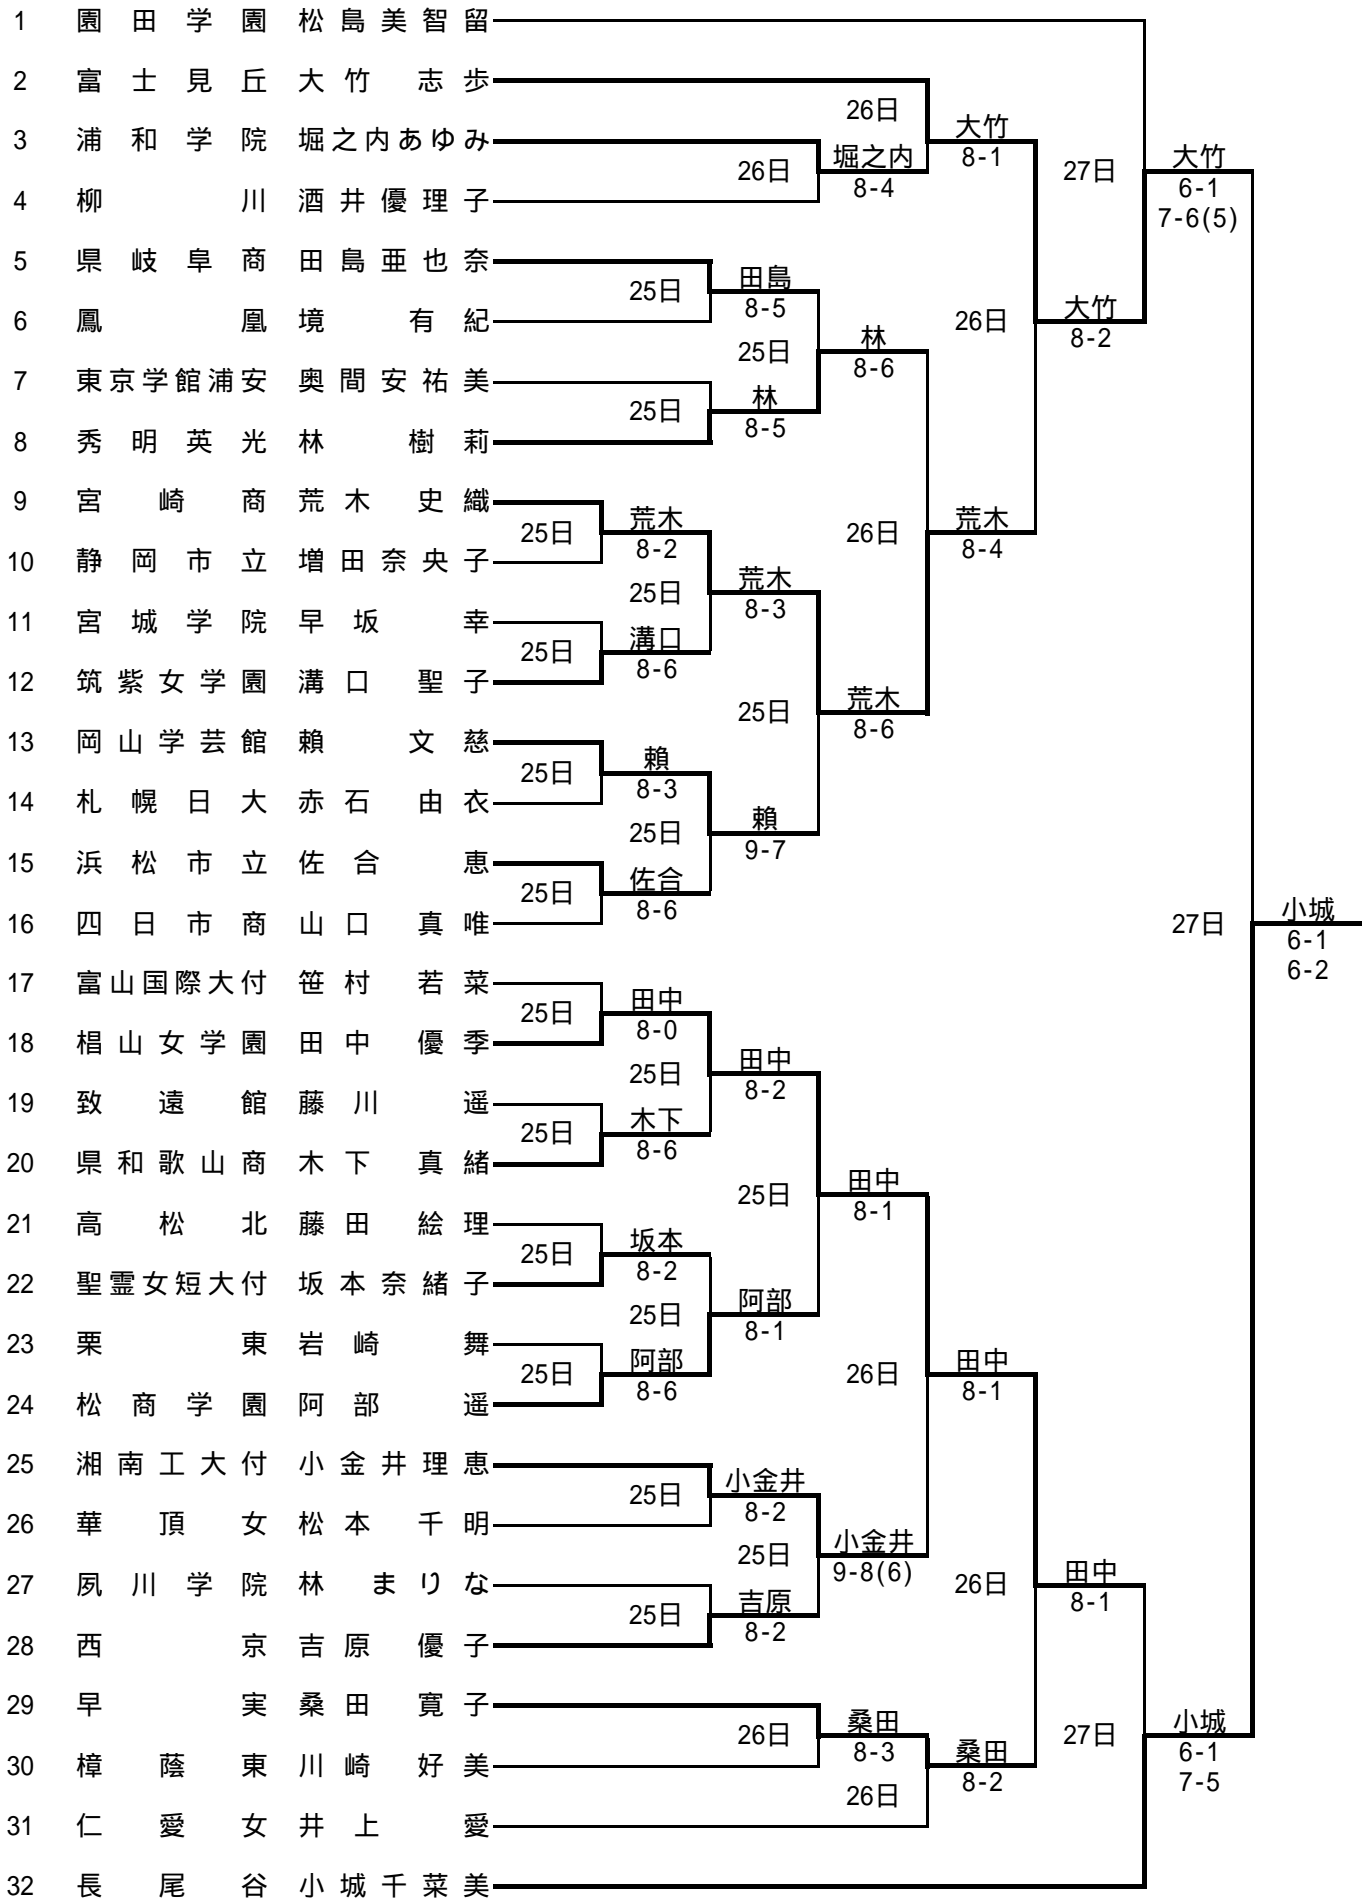 1 園田学園 松島美智留
2 富士見丘 大竹志歩
26日
大竹
3 浦和学院 堀之内あゆみ
堀之内
8-1
大竹
26日
27日
8-4
6-1
4 柳川 酒井優理子
7-6(5)
5 県岐阜商 田島亜也奈
田島
25日
8-5
大竹
6 鳳凰 境有紀
26日
林
8-2
25日
8-6
7 東京学館浦安 奥間安祐美
林
25日
8-5
8 秀明英光 林樹莉
9 宮崎商 荒木史織
荒木
荒木
25日
26日
8-2
8-4
10 静岡市立 増田奈央子
荒木
25日
8-3
11 宮城学院 早坂幸
溝口
25日
8-6
12 筑紫女学園 溝口聖子
荒木
25日
8-6
13 岡山学芸館 賴文慈
賴
25日
8-3
14 札幌日大 赤石由衣
賴
25日
9-7
15 浜松市立 佐合恵
佐合
25日
8-6
小城
16 四日市商 山口真唯
27日
6-1
6-2
17 富山国際大付 笹村若菜
田中
25日
8-0
18 椙山女学園 田中優季
田中
25日
8-2
19 致遠館 藤川遥
木下
25日
8-6
20 県和歌山商 木下真緒
田中
25日
8-1
21 高松北 藤田絵理
坂本
25日
8-2
22 聖霊女短大付 坂本奈緒子
阿部
25日
8-1
23 栗東 岩崎舞
阿部
田中
25日
26日
8-6
8-1
24 松商学園 阿部遥
25 湘南工大付 小金井理恵
小金井
25日
8-2
26 華頂女 松本千明
小金井
25日
9-8(6)
田中
27 夙川学院 林まりな
26日
吉原
8-1
25日
8-2
28 西京 吉原優子
29 早実 桑田寛子
桑田
小城
26日
27日
8-3
桑田
6-1
30 樟蔭東 川崎好美
8-2
7-5
26日
31 仁愛女 井上愛
32 長尾谷 小城千菜美